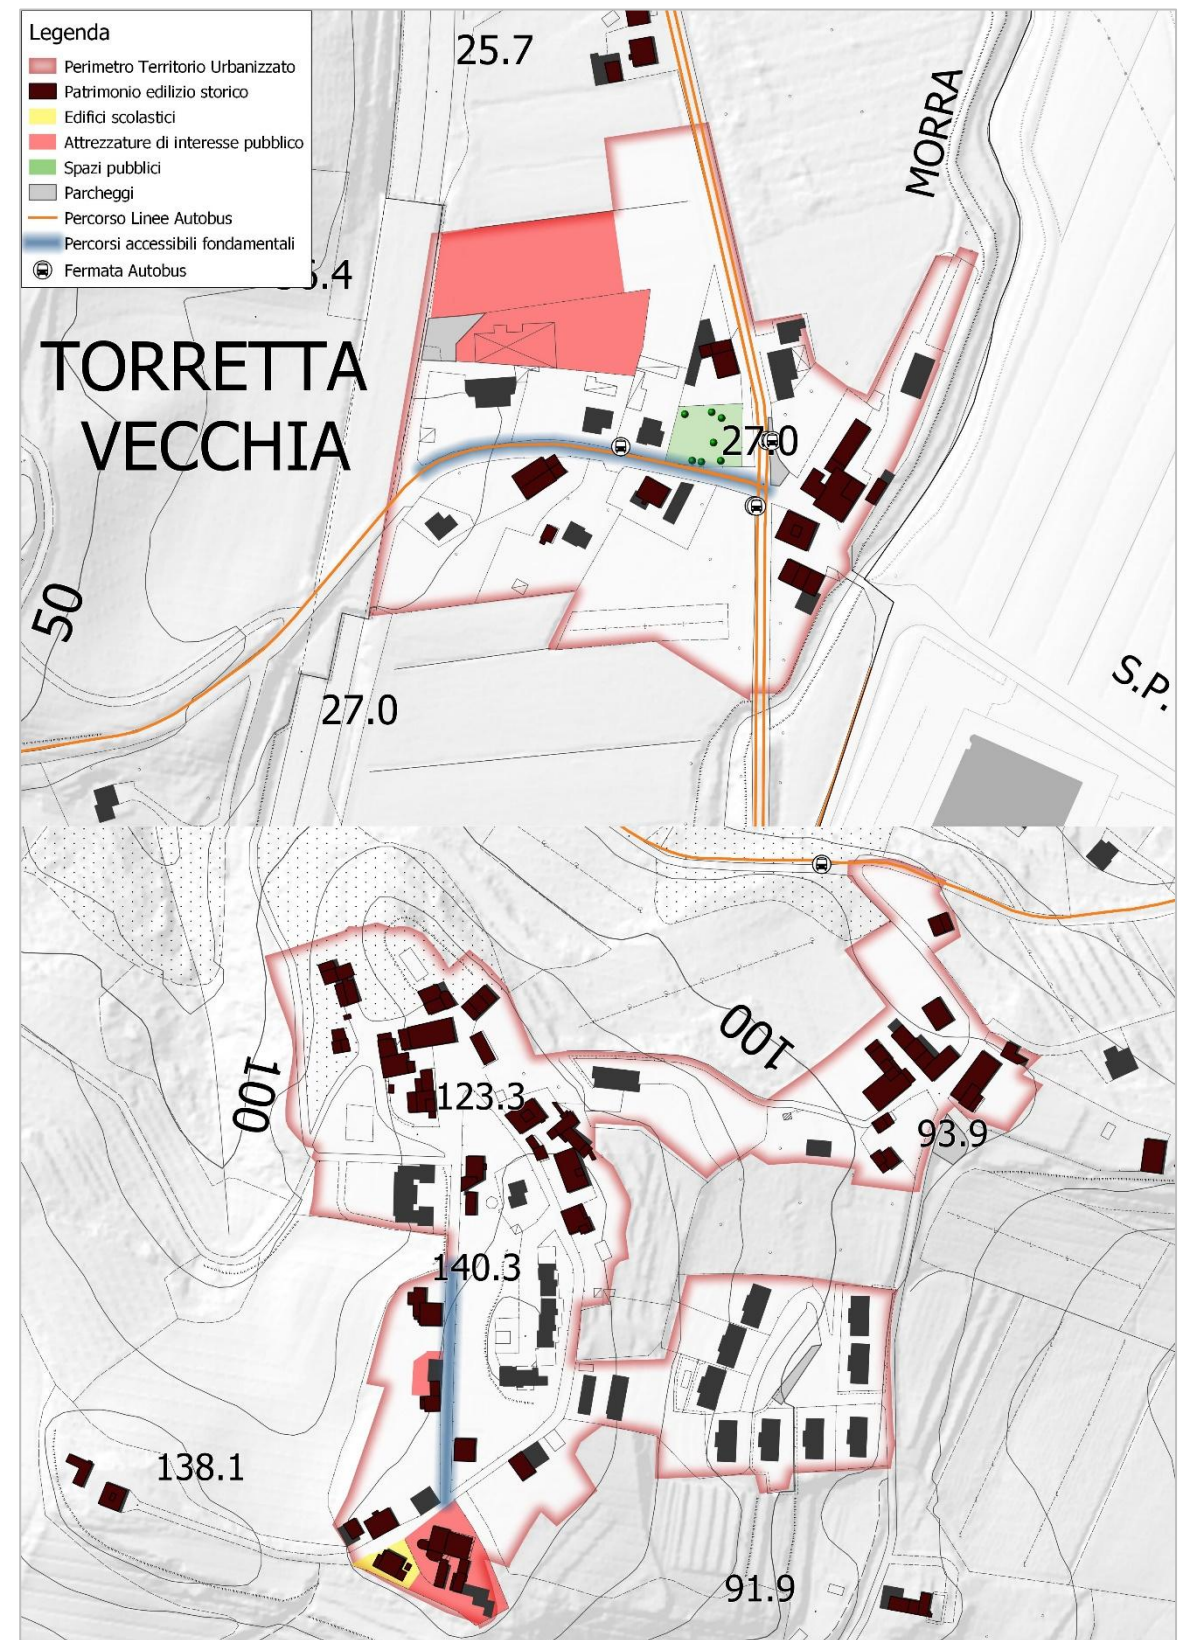 Legenda
Perimetro Territorio Urbanizzato
Patrimonio edilizio storico
Edifici scolastici
Attrezzature di interesse pubblico
Spazi pubblici
Parcheggi
Percorso Linee Autobus
Percorsi accessibili fondamentali
Fermata Autobus
25.7
MORRA
TORRETTA
VECCHIA
27.0
50
27.0
S.P.
100
100
123.3
93.9
140.3
138.1
91.9